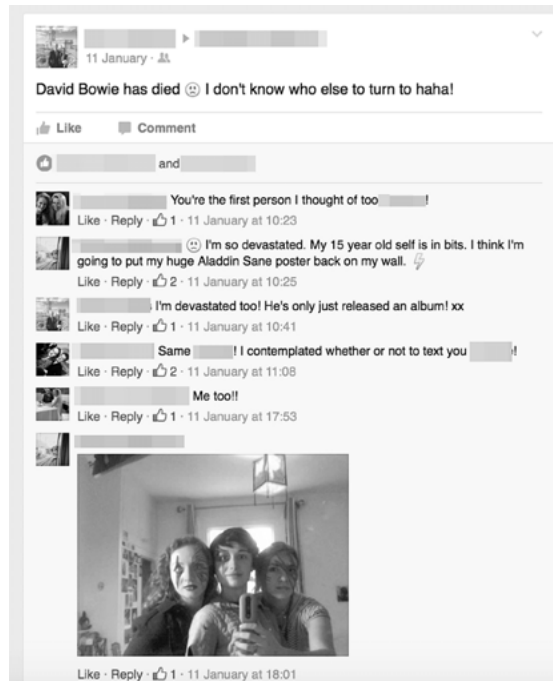 11 January ·
David Bowie has died ☹ I don't know who else to turn to haha!
Like Comment
and
You're the first person I thought of too !
Like · Reply · 1 · 11 January at 10:23
☹ I'm so devastated. My 15 year old self is in bits. I think I'm
going to put my huge Aladdin Sane poster back on my wall. ⚡
Like · Reply · 2 · 11 January at 10:25
I'm devastated too! He's only just released an album! xx
Like · Reply · 1 · 11 January at 10:41
Same ! I contemplated whether or not to text you !
Like · Reply · 2 · 11 January at 11:08
Me too!!
Like · Reply · 1 · 11 January at 17:53
Like · Reply · 1 · 11 January at 18:01